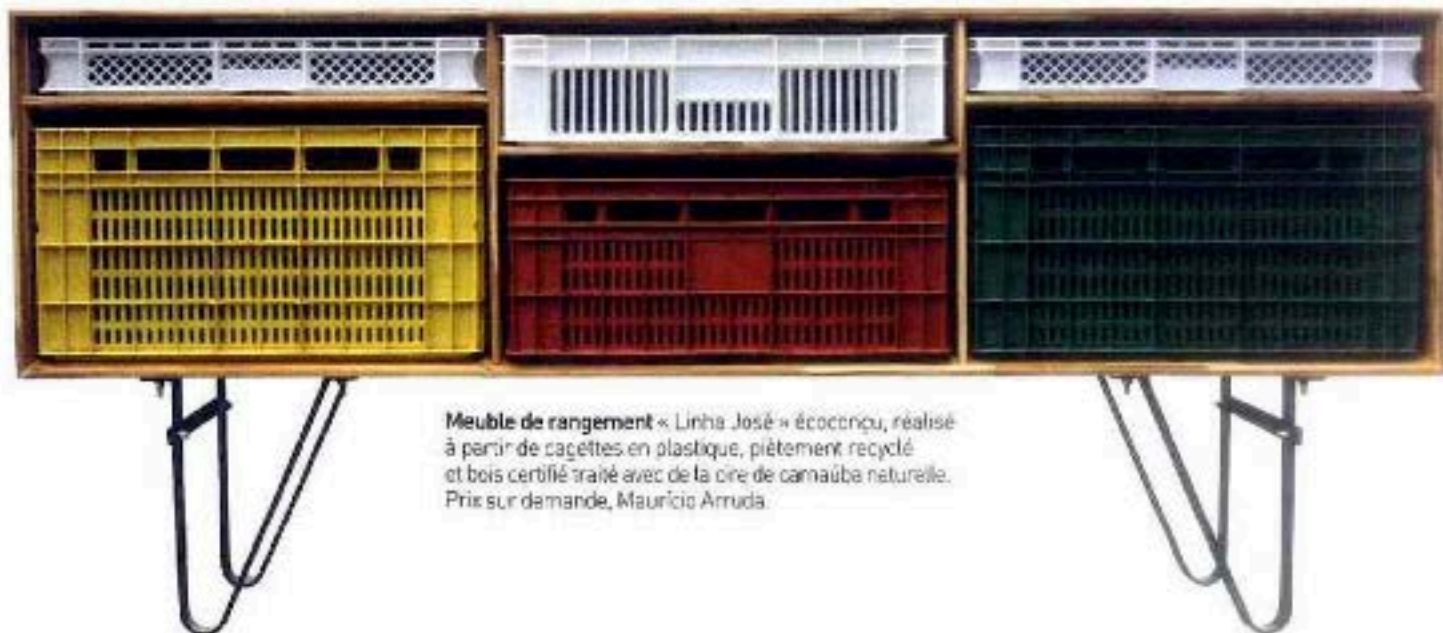 Meuble de rangement « Linha José » écoconçu, réalisé
à partir de cagettes en plastique, piètement recyclé
et bois certifié traité avec de la cire de carnaúba naturelle.
Prix sur demande, Maurício Arruda.